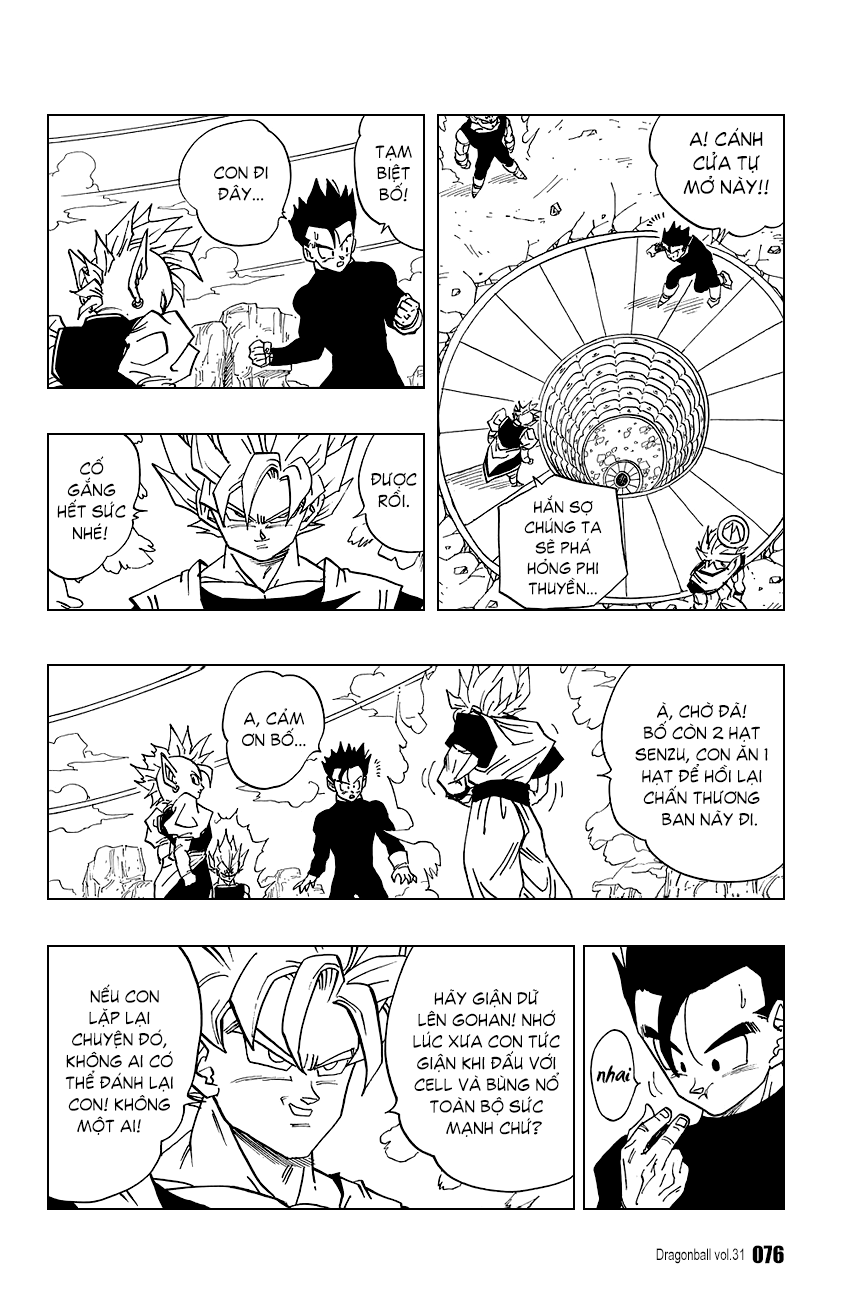 A! CÁNH
CỬA TỰ
MỞ NÀY!!
HẮN SỢ
CHÚNG TA
SẼ PHÁ
HỎNG PHI
THUYỀN...
TẠM
BIỆT
BỐ!
CON ĐI
ĐÂY...
ĐƯỢC
RỒI.
CỐ
GẮNG
HẾT SỨC
NHÉ!
À, CHỜ ĐÃ!
BỐ CÒN 2 HẠT
SENZU, CON ĂN 1
HẠT ĐỂ HỒI LẠI
CHẤN THƯƠNG
BAN NÃY ĐI.
A, CẢM
ƠN BỐ...
nhai
HÃY GIẬN DỮ
LÊN GOHAN! NHỚ
LÚC XƯA CON TỨC
GIẬN KHI ĐẤU VỚI
CELL VÀ BÙNG NỔ
TOÀN BỘ SỨC
MẠNH CHỨ?
NẾU CON
LẶP LẠI
CHUYỆN ĐÓ,
KHÔNG AI CÓ
THỂ ĐÁNH LẠI
CON! KHÔNG
MỘT AI!
Dragonball vol.31 076